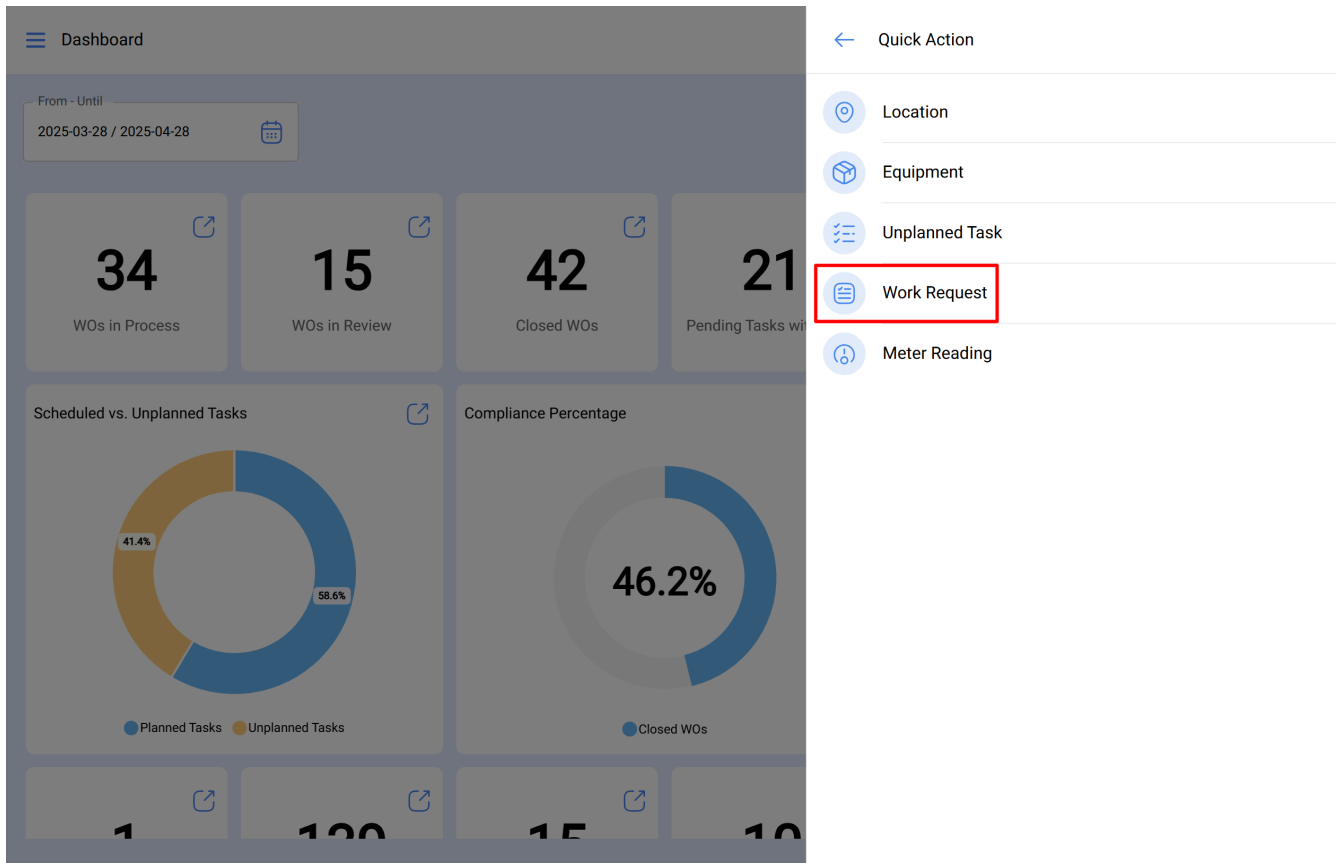 Dashboard
From - Until
2025-03-28 / 2025-04-28
34
WOs in Process
15
WOs in Review
42
Closed WOs
21
Pending Tasks
Scheduled vs. Unplanned Tasks
41.4%
58.6%
Planned Tasks
Unplanned Tasks
Compliance Percentage
46.2%
Closed WOs
Quick Action
Location
Equipment
Unplanned Task
Work Request
Meter Reading